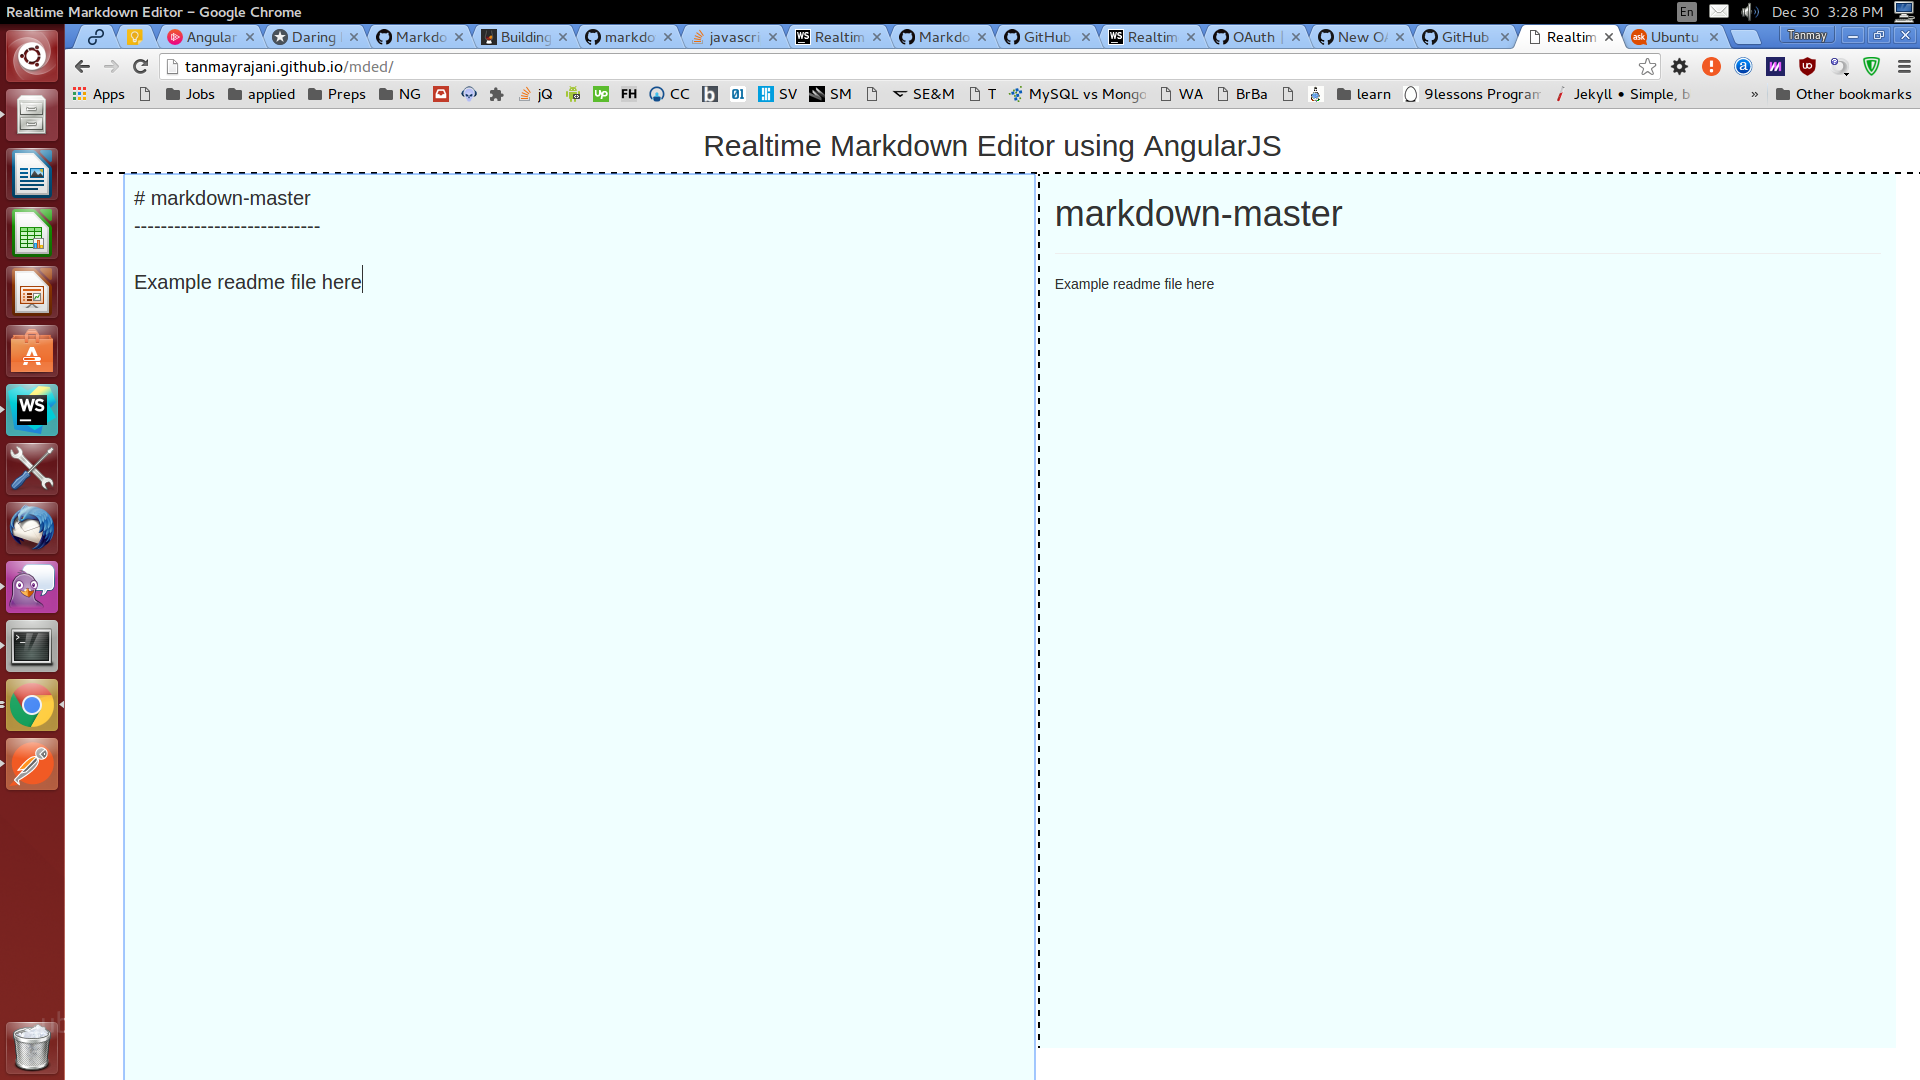 Realtime Markdown Editor – Google Chrome
En
Dec 30 3:28 PM
Angular
Daring
Markdo
Building
markdo
javascri
Realtim
Markdo
GitHub
Realtim
OAuth
New O
GitHub
Realtim
Ubuntu
Tanmay
tanmayrajani.github.io/mded/
Apps
Jobs
applied
Preps
NG
jQ
up
FH
CC
SV
SM
SE&M
T
MySQL vs Mongo
WA
BrBa
learn
9lessons Program
Jekyll • Simple, b
»
Other bookmarks
Realtime Markdown Editor using AngularJS
# markdown-master
----------------------------
Example readme file here
markdown-master
Example readme file here
WS